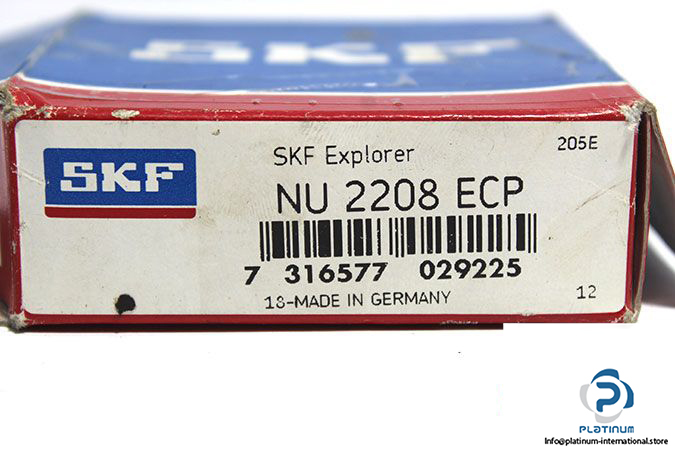 SKF
SKF
SKF Explorer
205E
NU 2208 ECP
7 316577 029225
18-MADE IN GERMANY
12
PLATINUM
Info@platinum-international.store